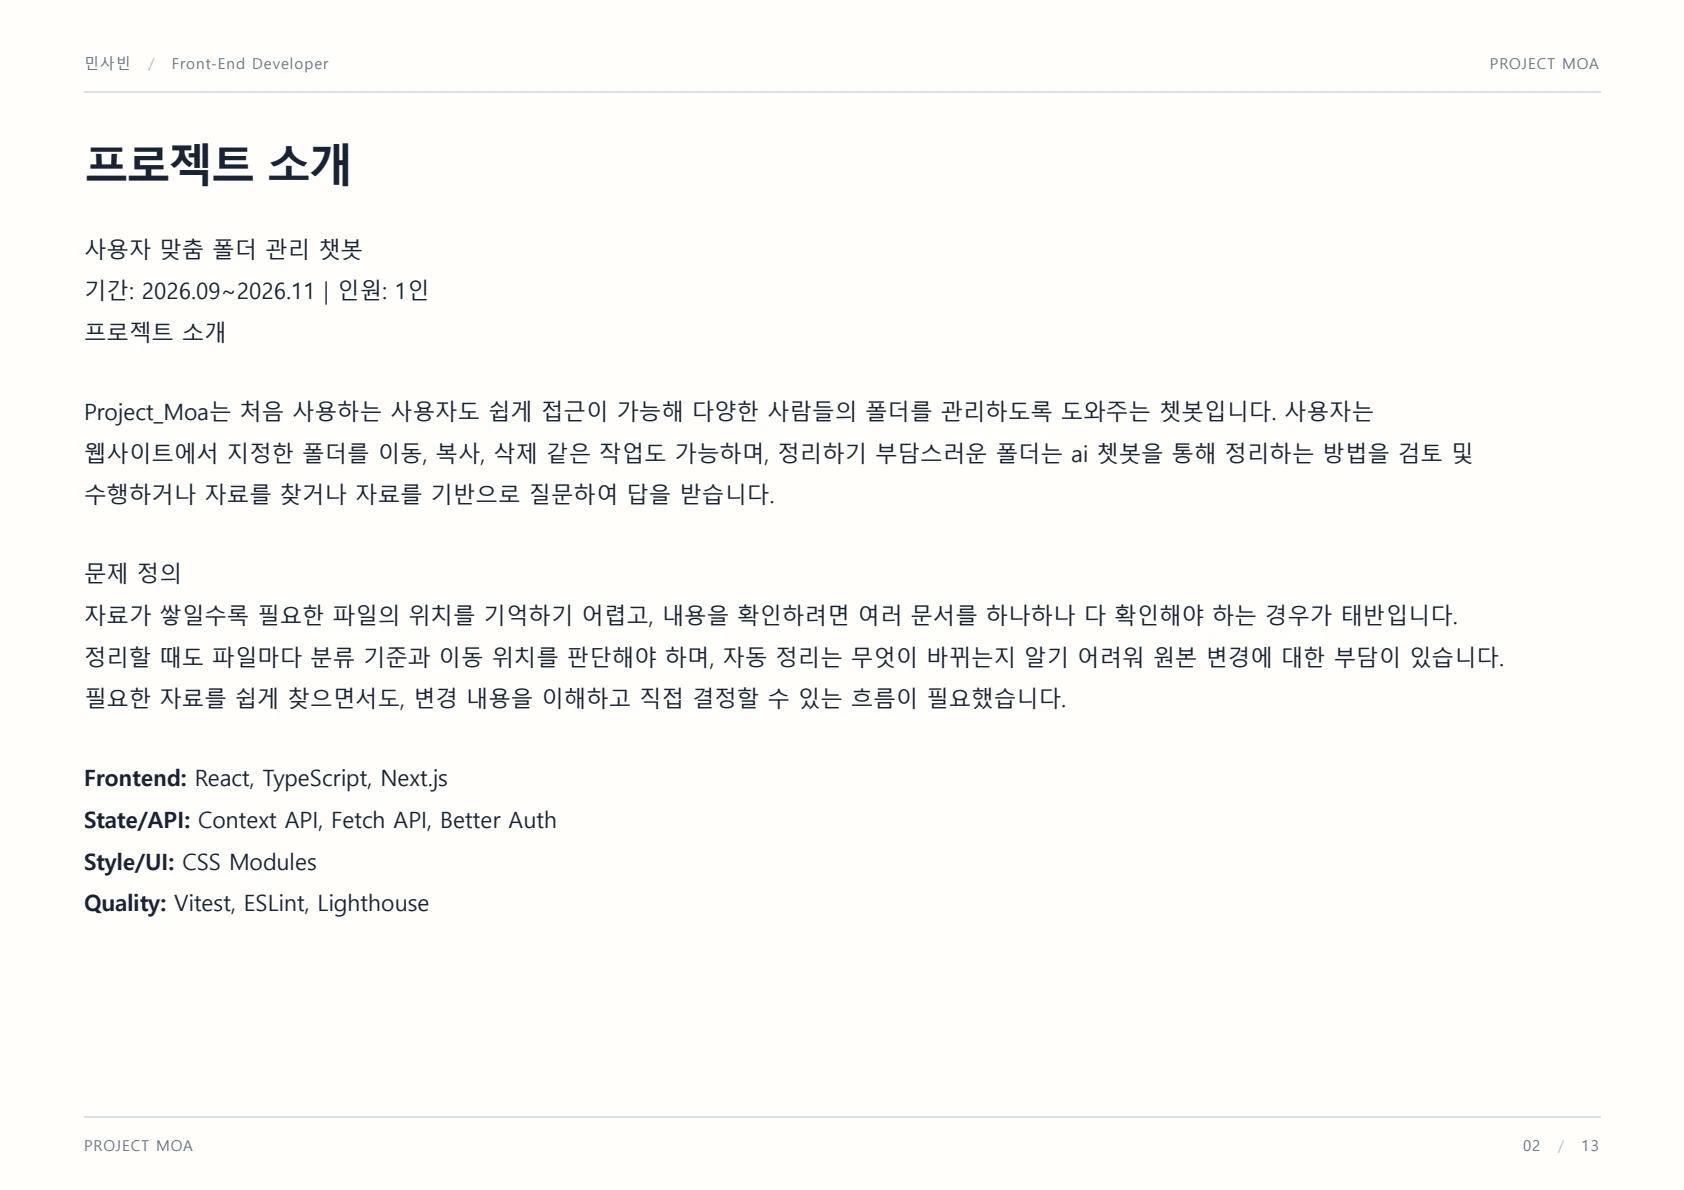 민사빈 / Front-End Developer
PROJECT MOA
프로젝트 소개
사용자 맞춤 폴더 관리 챗봇
기간: 2026.09~2026.11 | 인원: 1인
프로젝트 소개
Project_Moa는 처음 사용하는 사용자도 쉽게 접근이 가능해 다양한 사람들의 폴더를 관리하도록 도와주는 쳇봇입니다. 사용자는
웹사이트에서 지정한 폴더를 이동, 복사, 삭제 같은 작업도 가능하며, 정리하기 부담스러운 폴더는 ai 쳇봇을 통해 정리하는 방법을 검토 및
수행하거나 자료를 찾거나 자료를 기반으로 질문하여 답을 받습니다.
문제 정의
자료가 쌓일수록 필요한 파일의 위치를 기억하기 어렵고, 내용을 확인하려면 여러 문서를 하나하나 다 확인해야 하는 경우가 태반입니다.
정리할 때도 파일마다 분류 기준과 이동 위치를 판단해야 하며, 자동 정리는 무엇이 바뀌는지 알기 어려워 원본 변경에 대한 부담이 있습니다.
필요한 자료를 쉽게 찾으면서도, 변경 내용을 이해하고 직접 결정할 수 있는 흐름이 필요했습니다.
Frontend: React, TypeScript, Next.js
State/API: Context API, Fetch API, Better Auth
Style/UI: CSS Modules
Quality: Vitest, ESLint, Lighthouse
PROJECT MOA
02 / 13